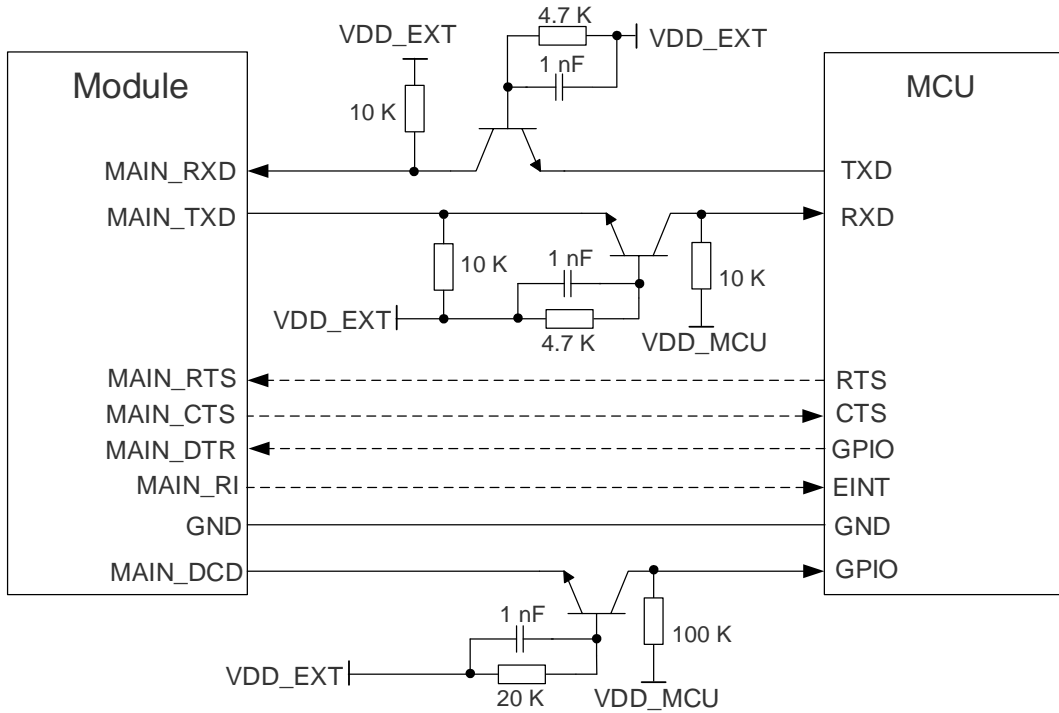 4.7 K
VDD_EXT
VDD_EXT
1 nF
Module
MCU
10 K
MAIN_RXD
TXD
MAIN_TXD
RXD
10 K
1 nF
10 K
VDD_EXT
4.7 K
VDD_MCU
MAIN_RTS
RTS
MAIN_CTS
CTS
MAIN_DTR
GPIO
MAIN_RI
EINT
GND
GND
MAIN_DCD
GPIO
1 nF
100 K
VDD_EXT
20 K
VDD_MCU